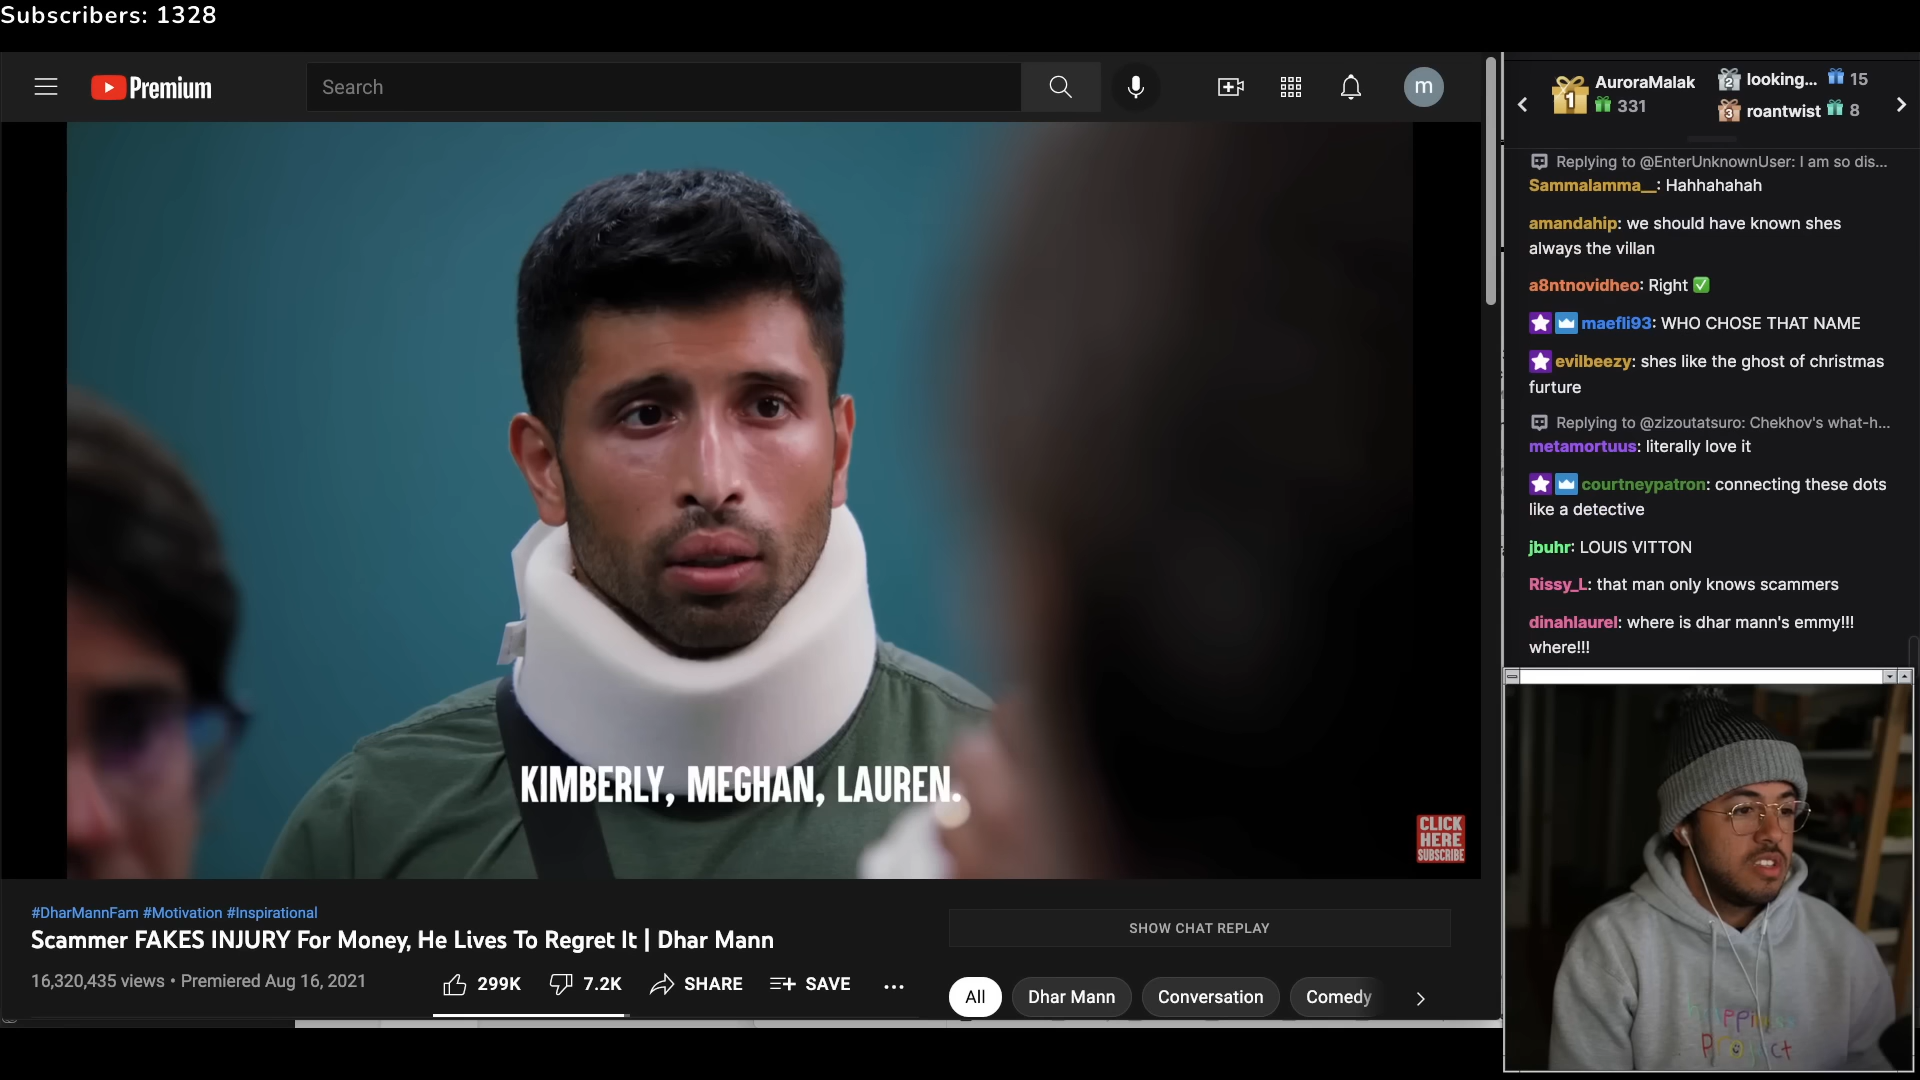 Subscribers: 1328
Premium
Search
m
1
AuroraMalak
331
2
looking...
15
3
roantwist
8
Replying to @EnterUnknownUser: I am so dis...
Sammalamma__: Hahhahahah
amandahip: we should have known shes
always the villan
a8ntnovidheo: Right ✅
maefli93: WHO CHOSE THAT NAME
evilbeezy: shes like the ghost of christmas
furture
Replying to @zizoutatsuro: Chekhov's what-h...
metamortuus: literally love it
courtneypatron: connecting these dots
like a detective
jbuhr: LOUIS VITTON
Rissy_L: that man only knows scammers
dinahlaurel: where is dhar mann's emmy!!!
where!!!
KIMBERLY, MEGHAN, LAUREN.
CLICK
HERE
SUBSCRIBE
#DharMannFam #Motivation #Inspirational
Scammer FAKES INJURY For Money, He Lives To Regret It | Dhar Mann
16,320,435 views • Premiered Aug 16, 2021
299K
7.2K
SHARE
SAVE
SHOW CHAT REPLAY
All
Dhar Mann
Conversation
Comedy
Project